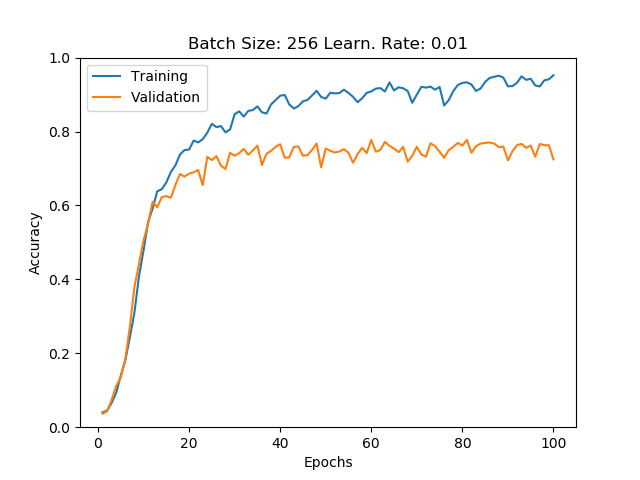 Batch Size: 256 Learn. Rate: 0.01
Training
Validation
1.0
0.8
0.6
0.4
0.2
0.0
Accuracy
0 20 40 60 80 100
Epochs